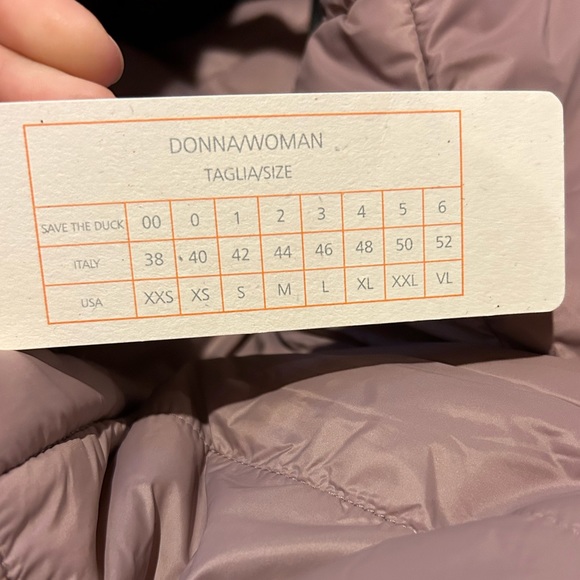 DONNA/WOMAN
TAGLIA/SIZE
SAVE THE DUCK 00 0 1 2 3 4 5 6
ITALY 38 40 42 44 46 48 50 52
USA XXS XS S M L XL XXL VL